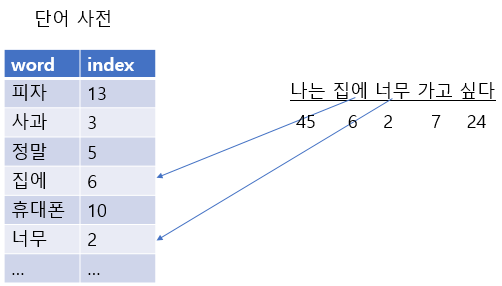 단어 사전
word index
피자 13
사과 3
정말 5
집에 6
휴대폰 10
너무 2
... ...
나는 집에 너무 가고 싶다
45 6 2 7 24